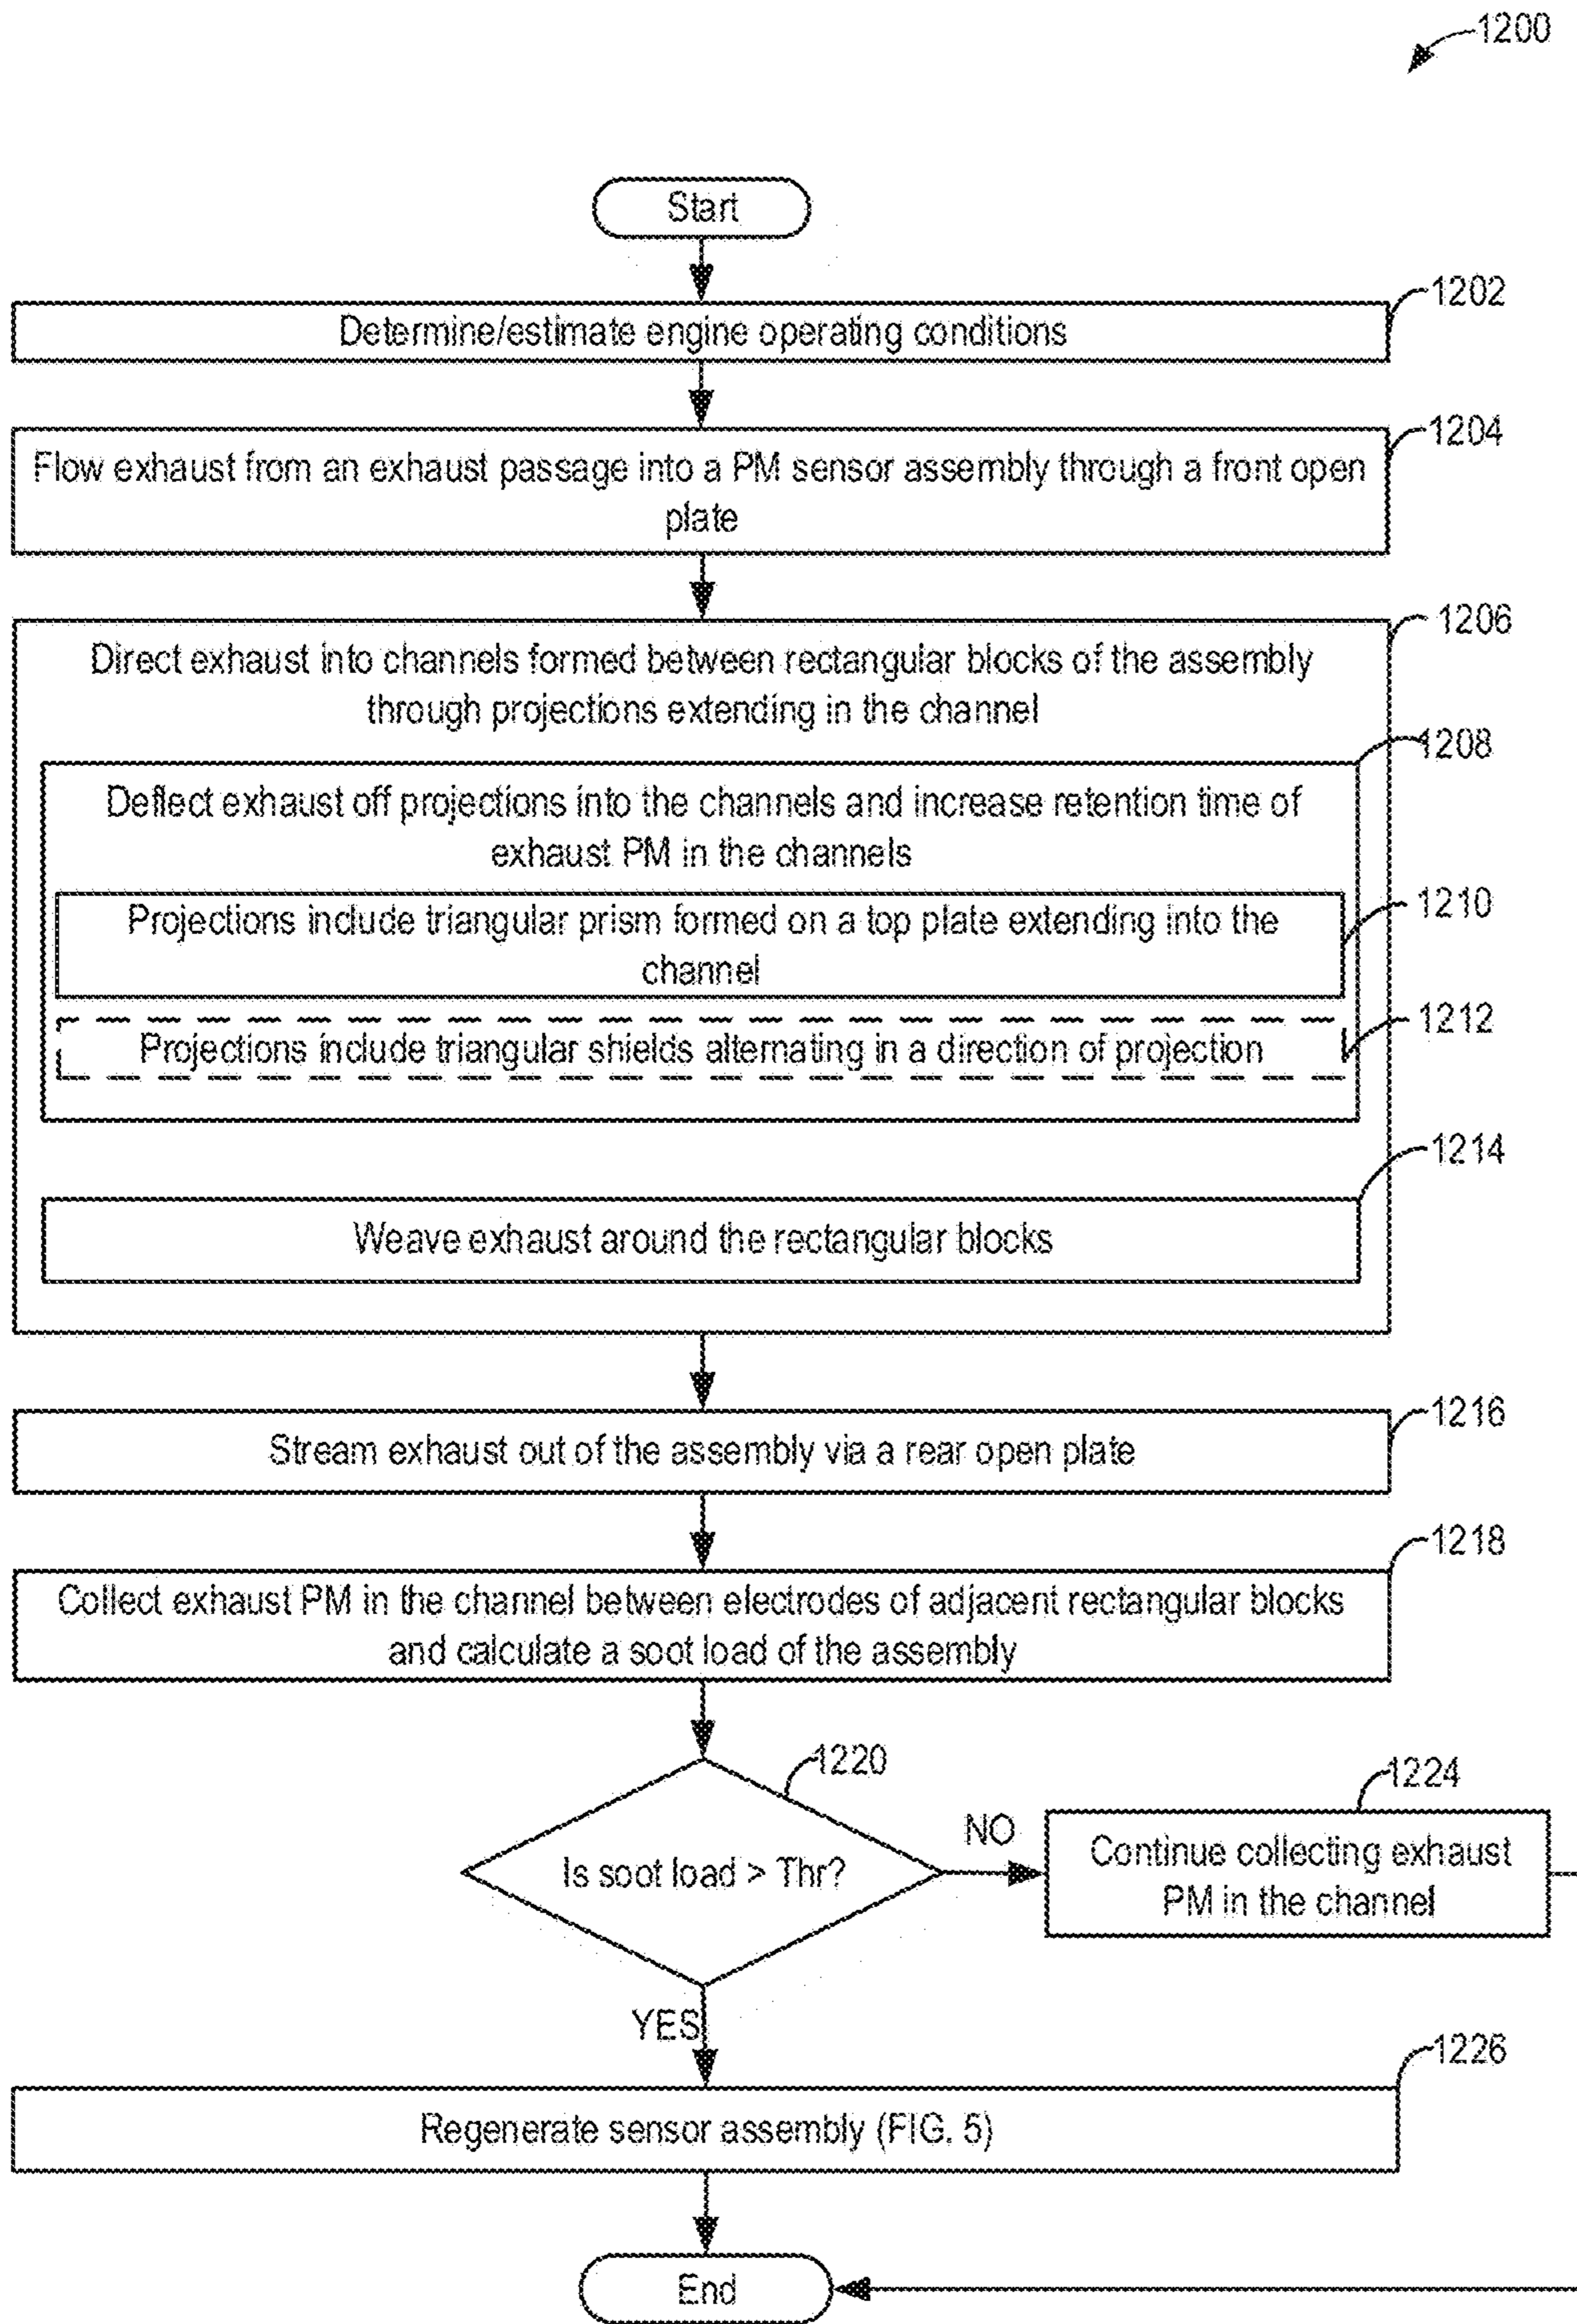 1200
Start
1202
Determine/estimate engine operating conditions
1204
Flow exhaust from an exhaust passage into a PM sensor assembly through a front open
plate
1206
Direct exhaust into channels formed between rectangular blocks of the assembly
through projections extending in the channel
1208
Deflect exhaust off projections into the channels and increase retention time of
exhaust PM in the channels
1210
Projections include triangular prism formed on a top plate extending into the
channel
1212
Projections include triangular shields alternating in a direction of projection
1214
Weave exhaust around the rectangular blocks
1216
Stream exhaust out of the assembly via a rear open plate
1218
Collect exhaust PM in the channel between electrodes of adjacent rectangular blocks
and calculate a soot load of the assembly
1220
Is soot load > Thr?
NO
1224
Continue collecting exhaust
PM in the channel
YES
1226
Regenerate sensor assembly (FIG. 5)
End